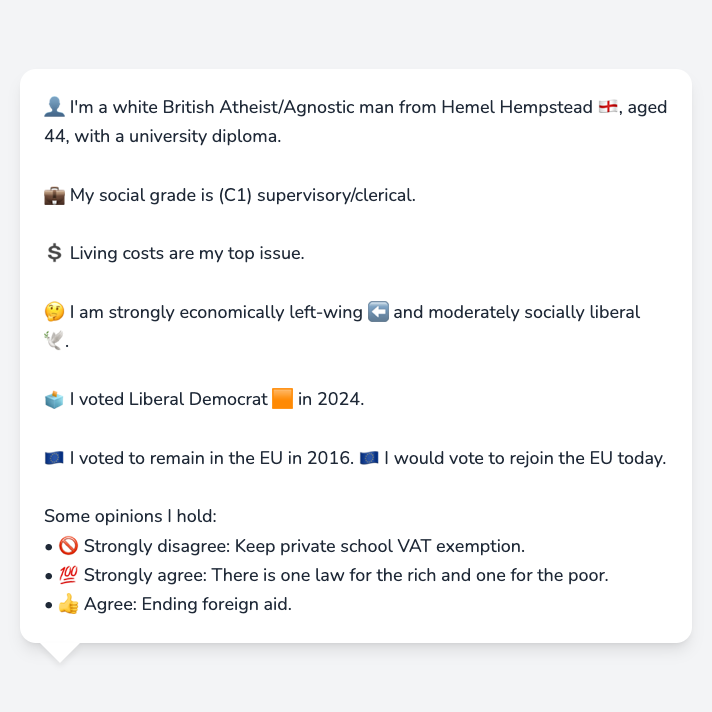 👤 I'm a white British Atheist/Agnostic man from Hemel Hempstead 🏴󠁧󠁢󠁥󠁮󠁧󠁿, aged
44, with a university diploma.
💼 My social grade is (C1) supervisory/clerical.
💲 Living costs are my top issue.
🤔 I am strongly economically left-wing ⬅️ and moderately socially liberal
🕊️.
🗳️ I voted Liberal Democrat 🟧 in 2024.
🇪🇺 I voted to remain in the EU in 2016. 🇪🇺 I would vote to rejoin the EU today.
Some opinions I hold:
• 🚫 Strongly disagree: Keep private school VAT exemption.
• 💯 Strongly agree: There is one law for the rich and one for the poor.
• 👍 Agree: Ending foreign aid.